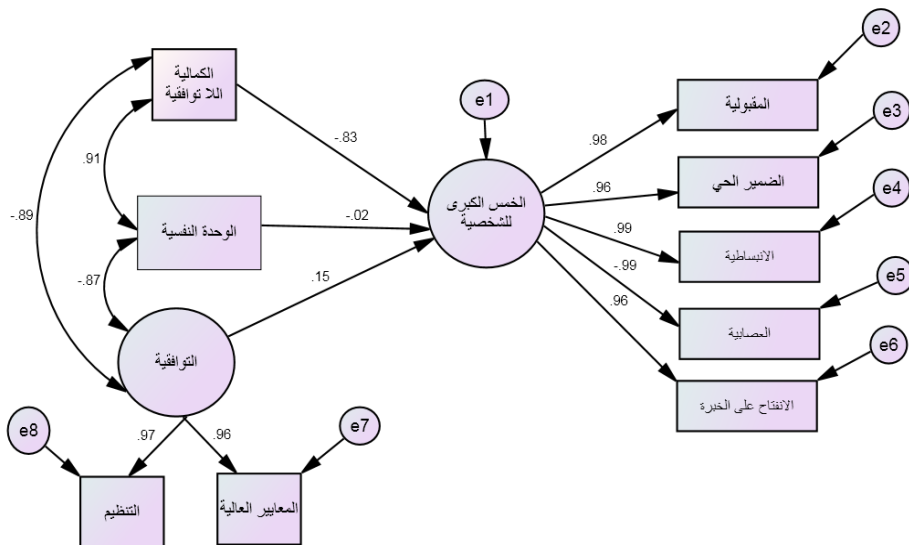 الكمالية
اللا توافقية
e1
e2
المقبولية
e3
الضمير الحي
الخمس الكبرى
للشخصية
e4
الانبساطية
e5
العصابية
e6
الانفتاح على الخبرة
الوحدة النفسية
التوافقية
e8
e7
التنظيم
المعايير العالية
-.89
.91
-.87
-.83
-.02
.15
.98
.96
.99
-.99
.96
.97
.96